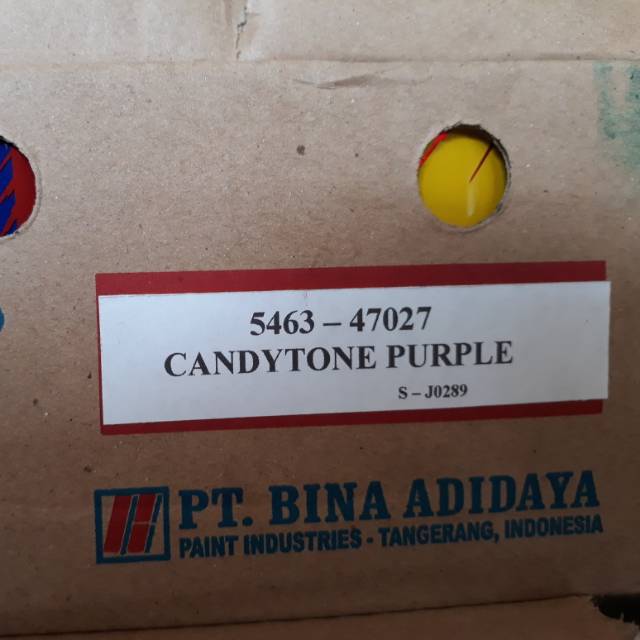 5463 – 47027
CANDYTONE PURPLE
S – J0289
PT. BINA ADIDAYA
PAINT INDUSTRIES - TANGERANG, INDONESIA